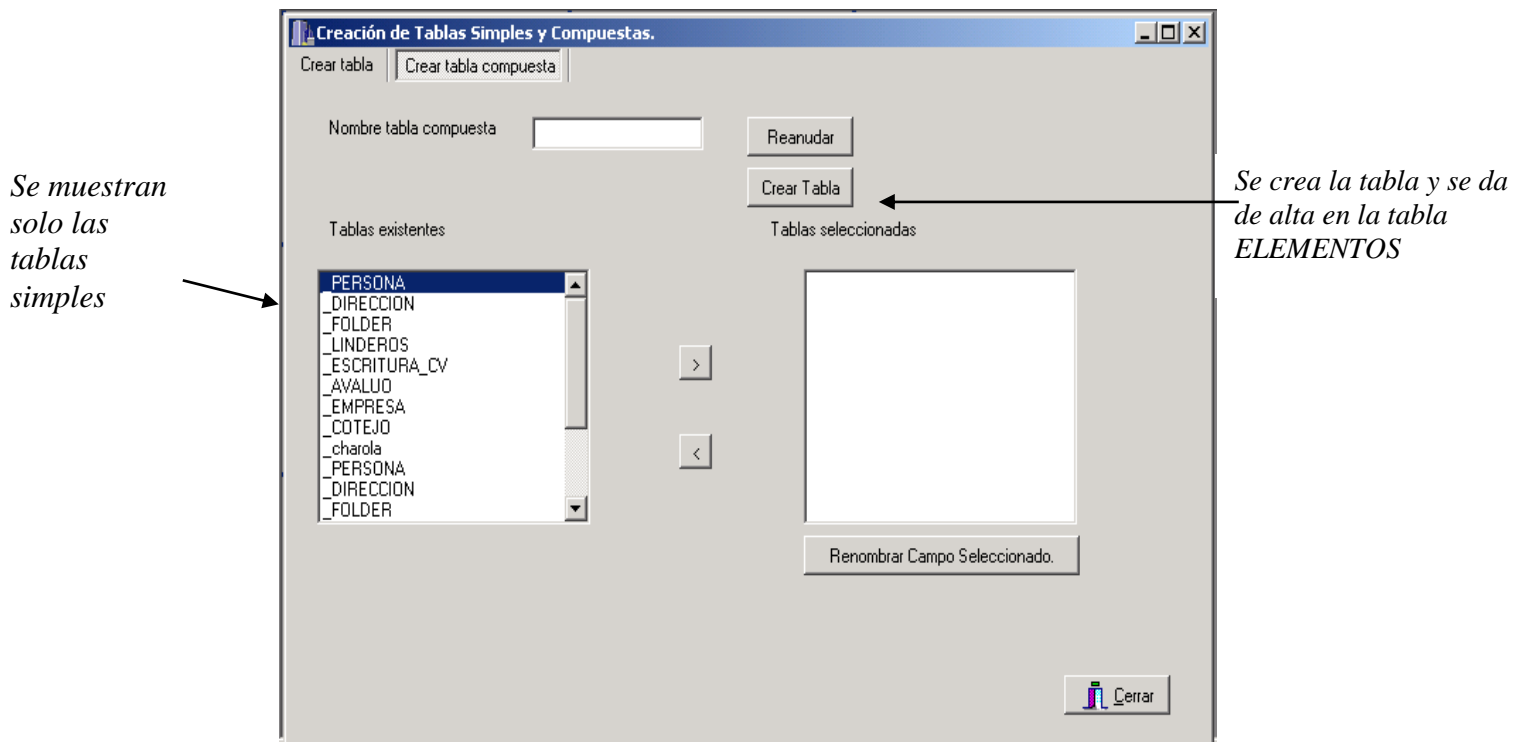 Creación de Tablas Simples y Compuestas.
Crear tabla
Crear tabla compuesta
Nombre tabla compuesta
Reanudar
Crear Tabla
Se muestran
solo las
tablas
simples
Se crea la tabla y se da
de alta en la tabla
ELEMENTOS
Tablas existentes
Tablas seleccionadas
_PERSONA
_DIRECCION
_FOLDER
_LINDEROS
_ESCRITURA_CV
_AVALUO
_EMPRESA
_COTEJO
_charola
_PERSONA
_DIRECCION
_FOLDER
>
<
Renombrar Campo Seleccionado.
Cerrar